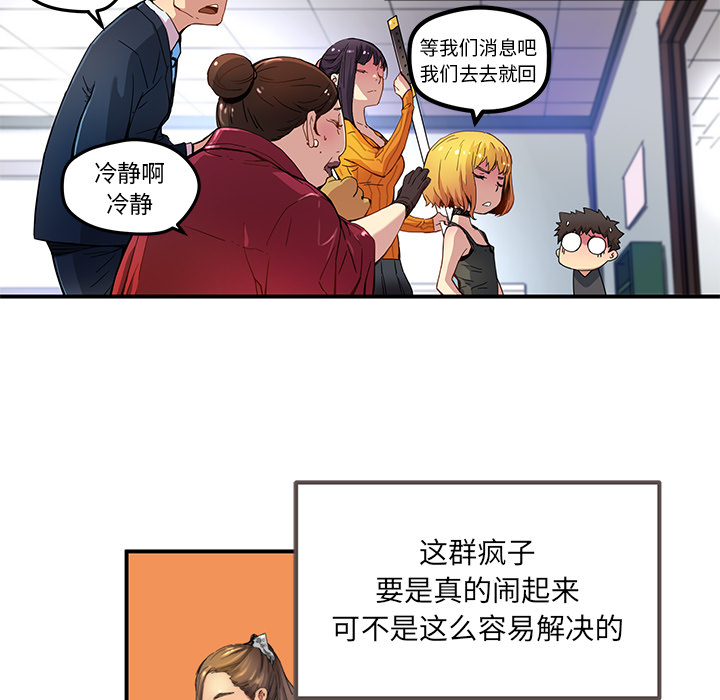 等我们消息吧
我们去去就回
冷静啊
冷静
这群疯子
要是真的闹起来
可不是这么容易解决的